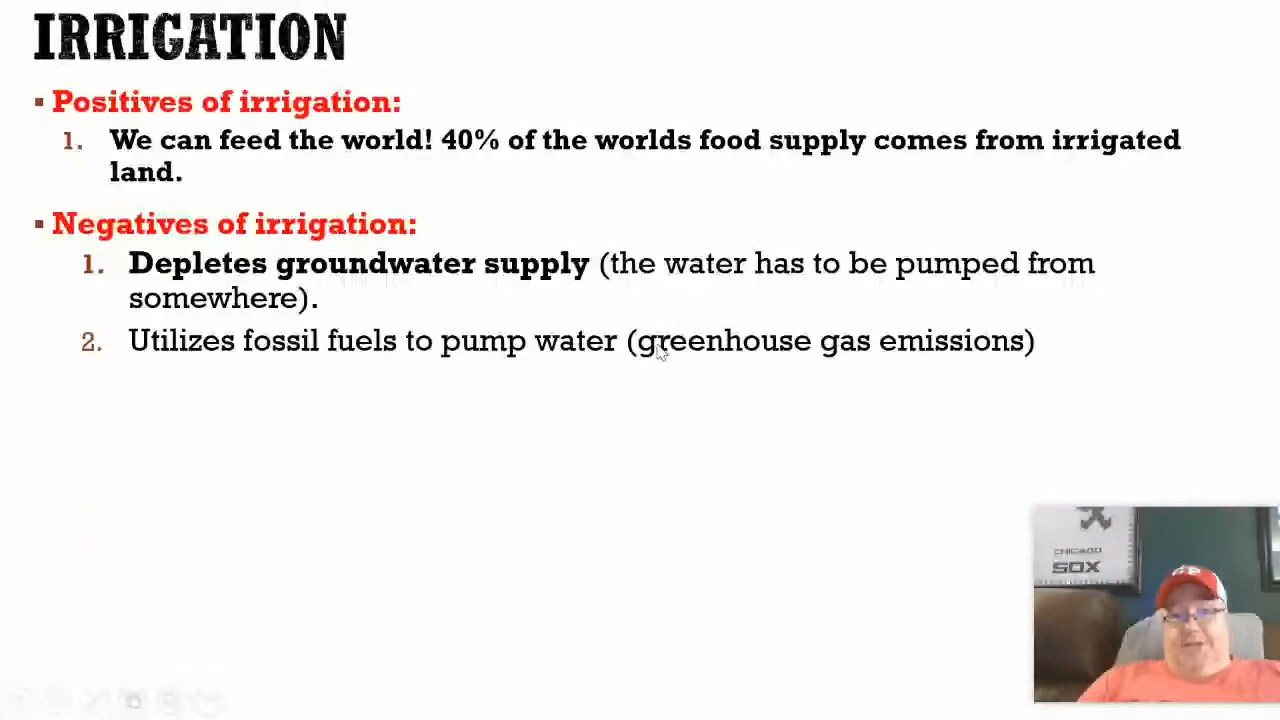 IRRIGATION
▪ Positives of irrigation:
1. We can feed the world! 40% of the worlds food supply comes from irrigated
land.
▪ Negatives of irrigation:
1. Depletes groundwater supply (the water has to be pumped from
somewhere).
2. Utilizes fossil fuels to pump water (greenhouse gas emissions)
CHICAGO
SOX